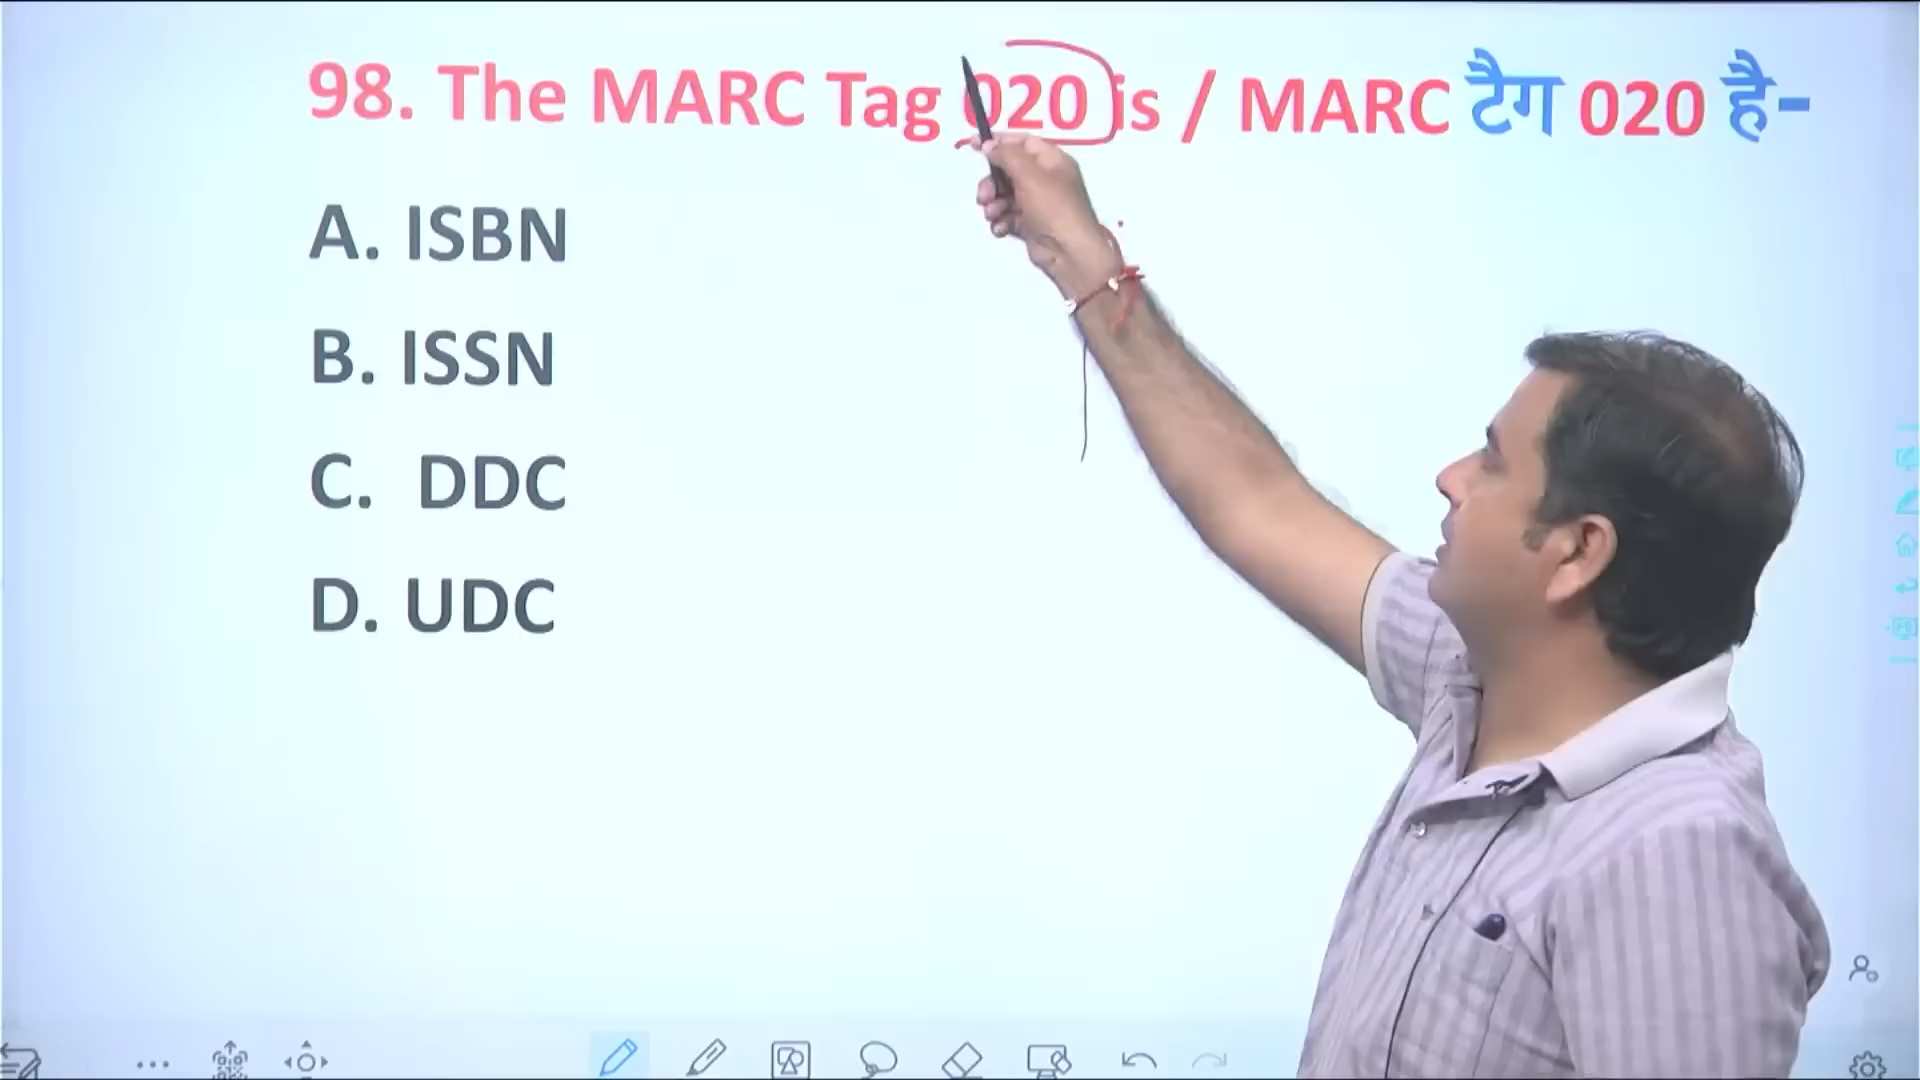 98. The MARC Tag 020 is / MARC टैग 020 है-
A. ISBN
B. ISSN
C. DDC
D. UDC